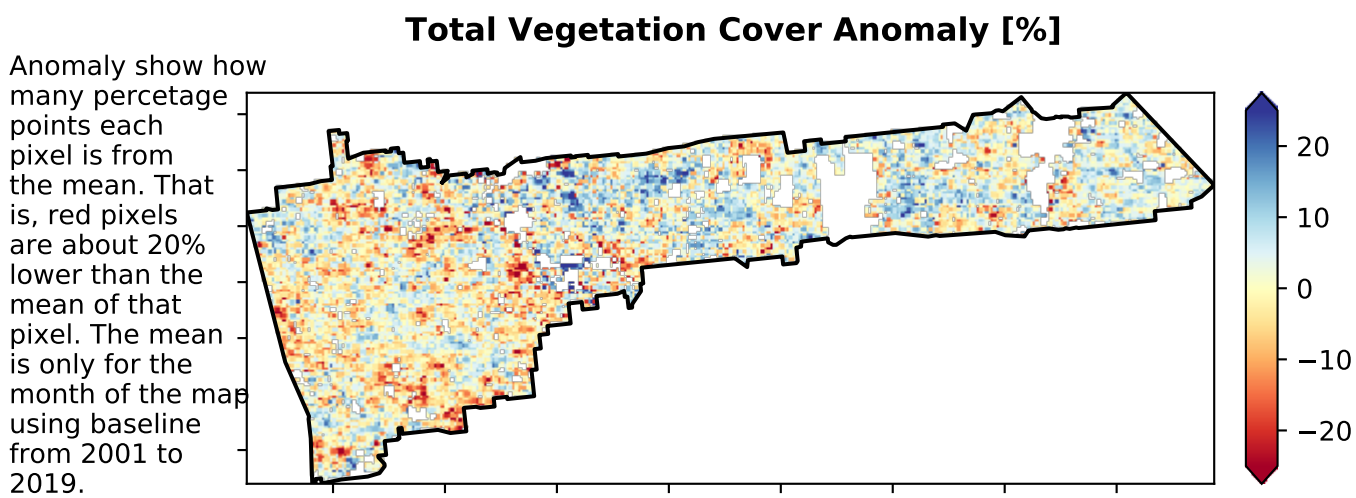 Total Vegetation Cover Anomaly [%]
Anomaly show how
many percetage
points each
pixel is from
the mean. That
is, red pixels
are about 20%
lower than the
mean of that
pixel. The mean
is only for the
month of the map
using baseline
from 2001 to
2019.
20
10
0
−10
−20